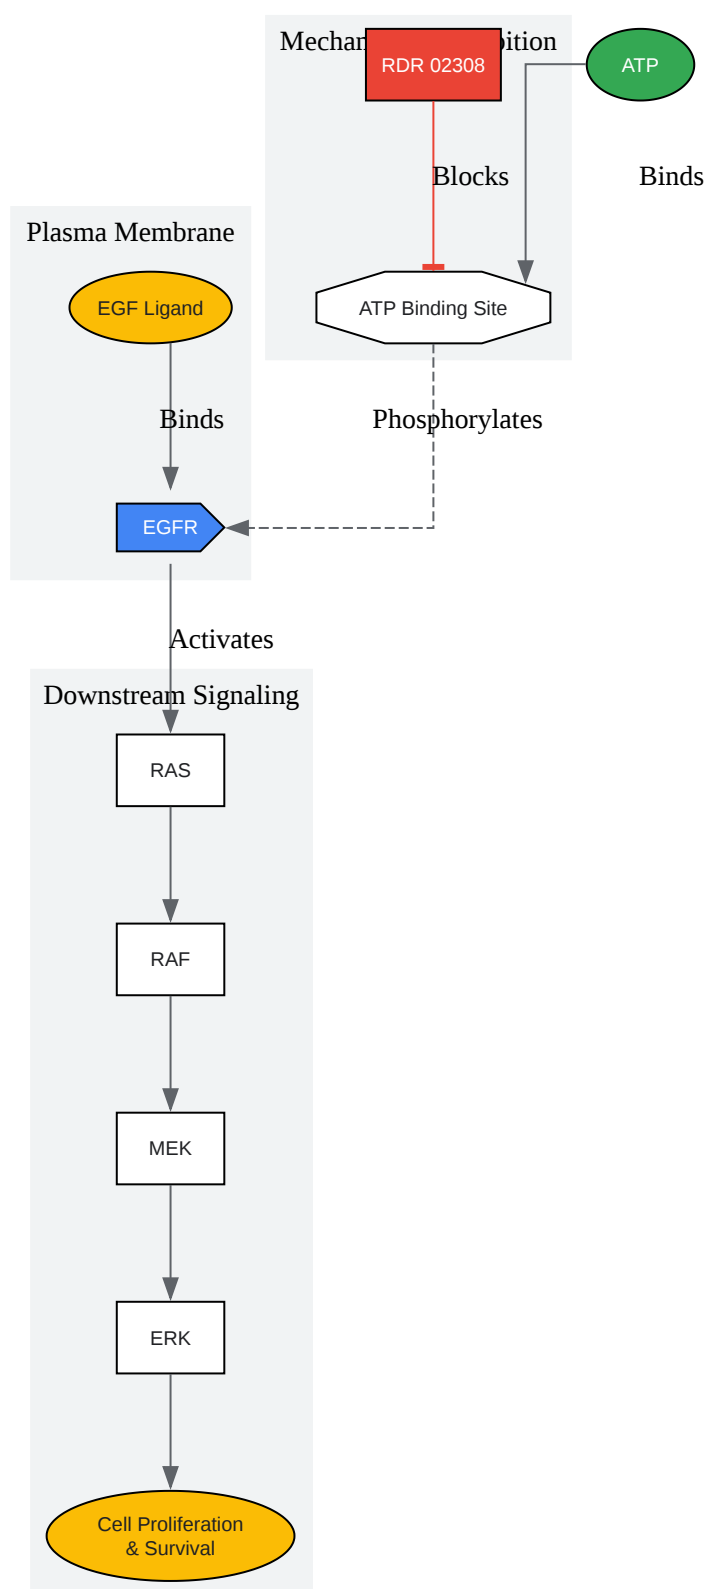 Mechan
bition
RDR 02308
ATP
Blocks
Binds
Plasma Membrane
EGF Ligand
ATP Binding Site
Binds
Phosphorylates
EGFR
Activates
Downstream Signaling
RAS
RAF
MEK
ERK
Cell Proliferation
& Survival